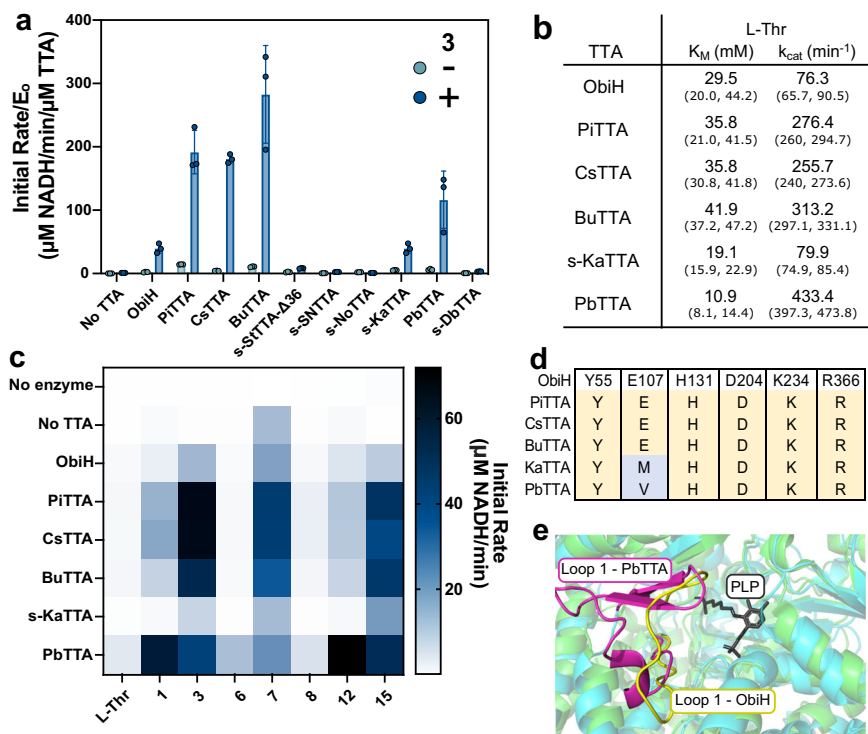 a
400
300
200
100
0
Initial Rate/E₀
(µM NADH/min/µM TTA)
3
−
+
No TTA
ObiH
PiTTA
CsTTA
BuTTA
s-StTTA-Δ36
s-SNTTA
s-NoTTA
s-KaTTA
PbTTA
s-DbTTA
b
L-Thr
TTA K_M (mM) k_cat (min⁻¹)
ObiH 29.5 76.3
(20.0, 44.2) (65.7, 90.5)
PiTTA 35.8 276.4
(21.0, 41.5) (260, 294.7)
CsTTA 35.8 255.7
(30.8, 41.8) (240, 273.6)
BuTTA 41.9 313.2
(37.2, 47.2) (297.1, 331.1)
s-KaTTA 19.1 79.9
(15.9, 22.9) (74.9, 85.4)
PbTTA 10.9 433.4
(8.1, 14.4) (397.3, 473.8)
c
No enzyme
No TTA
ObiH
PiTTA
CsTTA
BuTTA
s-KaTTA
PbTTA
L-Thr 1 3 6 7 8 12 15
60
40
20
Initial Rate
(µM NADH/min)
d
ObiH Y55 E107 H131 D204 K234 R366
PiTTA Y E H D K R
CsTTA Y E H D K R
BuTTA Y E H D K R
KaTTA Y M H D K R
PbTTA Y V H D K R
e
Loop 1 - PbTTA
PLP
Loop 1 - ObiH